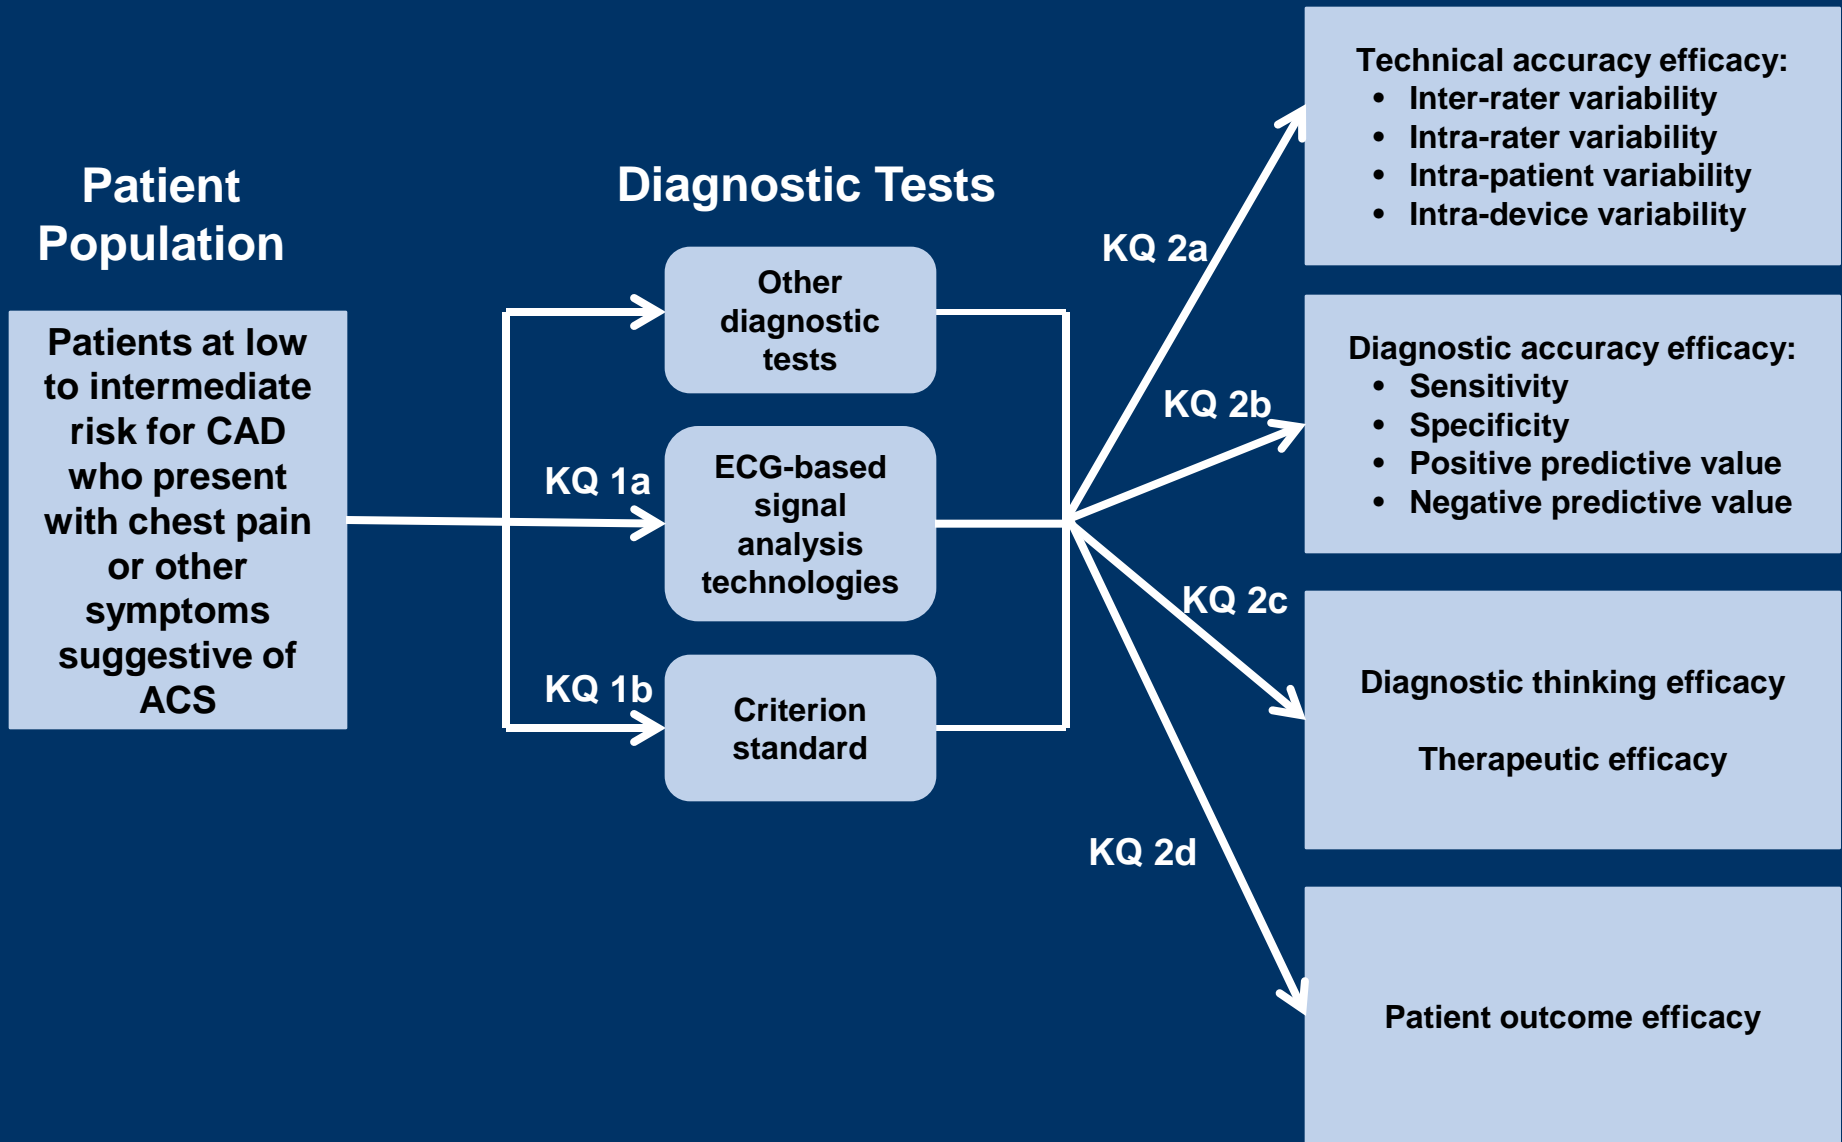 Patient
Population
Patients at low
to intermediate
risk for CAD
who present
with chest pain
or other
symptoms
suggestive of
ACS
Diagnostic Tests
Other
diagnostic
tests
KQ 1a
ECG-based
signal
analysis
technologies
KQ 1b
Criterion
standard
KQ 2a
KQ 2b
KQ 2c
KQ 2d
Technical accuracy efficacy:
• Inter-rater variability
• Intra-rater variability
• Intra-patient variability
• Intra-device variability
Diagnostic accuracy efficacy:
• Sensitivity
• Specificity
• Positive predictive value
• Negative predictive value
Diagnostic thinking efficacy
Therapeutic efficacy
Patient outcome efficacy